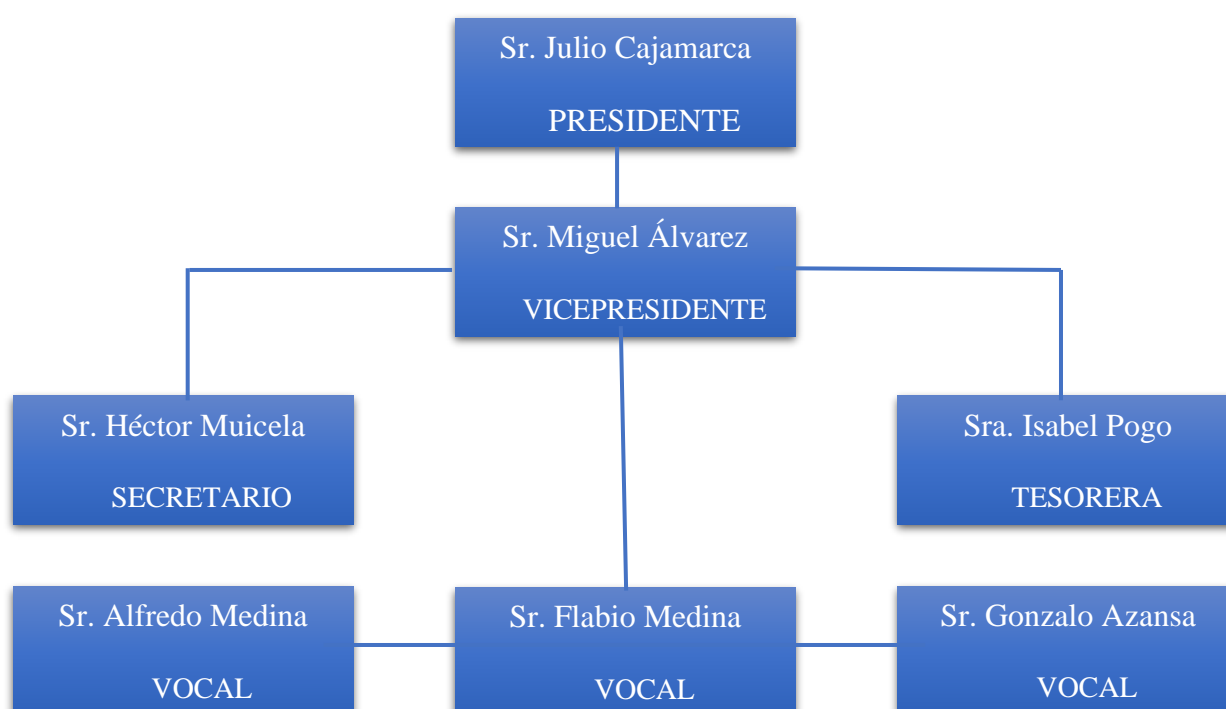 Sr. Julio Cajamarca
PRESIDENTE
Sr. Miguel Álvarez
VICEPRESIDENTE
Sr. Héctor Muicela
SECRETARIO
Sra. Isabel Pogo
TESORERA
Sr. Alfredo Medina
VOCAL
Sr. Flabio Medina
VOCAL
Sr. Gonzalo Azansa
VOCAL